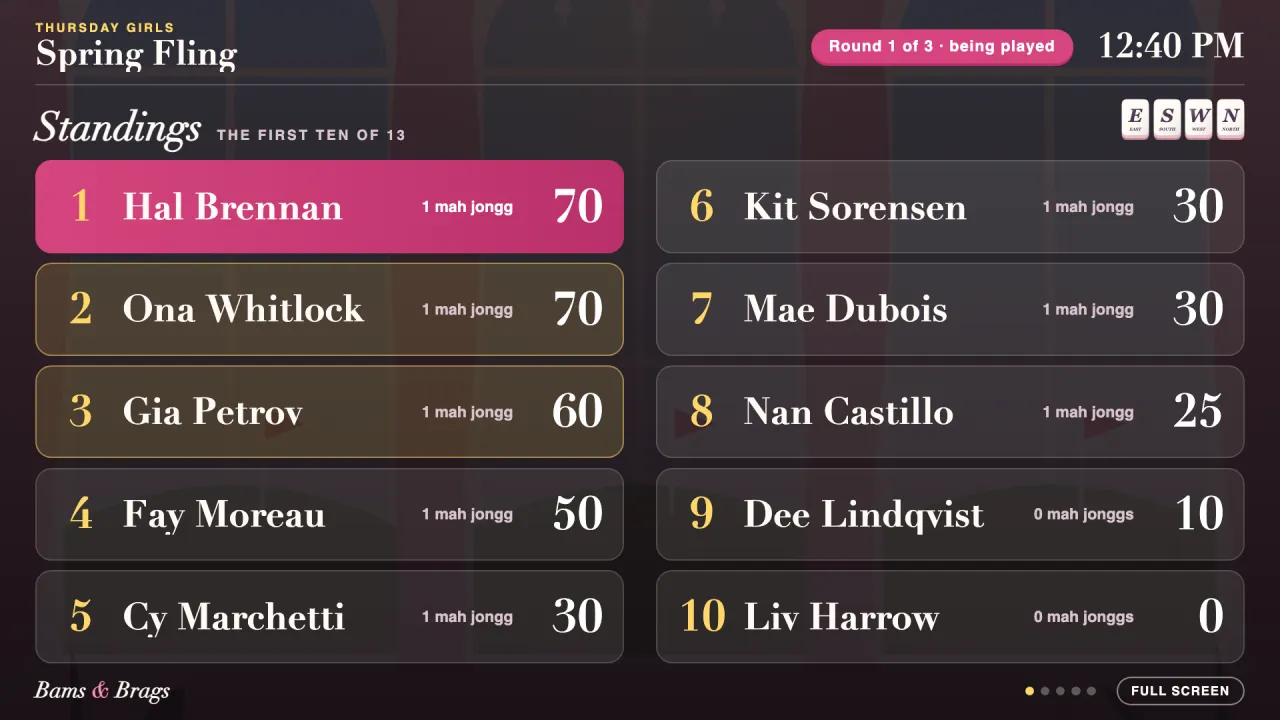 THURSDAY GIRLS
Spring Fling
Round 1 of 3 · being played
12:40 PM
Standings THE FIRST TEN OF 13
E EAST
S SOUTH
W WEST
N NORTH
1 Hal Brennan 1 mah jongg 70
2 Ona Whitlock 1 mah jongg 70
3 Gia Petrov 1 mah jongg 60
4 Fay Moreau 1 mah jongg 50
5 Cy Marchetti 1 mah jongg 30
6 Kit Sorensen 1 mah jongg 30
7 Mae Dubois 1 mah jongg 30
8 Nan Castillo 1 mah jongg 25
9 Dee Lindqvist 0 mah jonggs 10
10 Liv Harrow 0 mah jonggs 0
Bams & Brags
FULL SCREEN